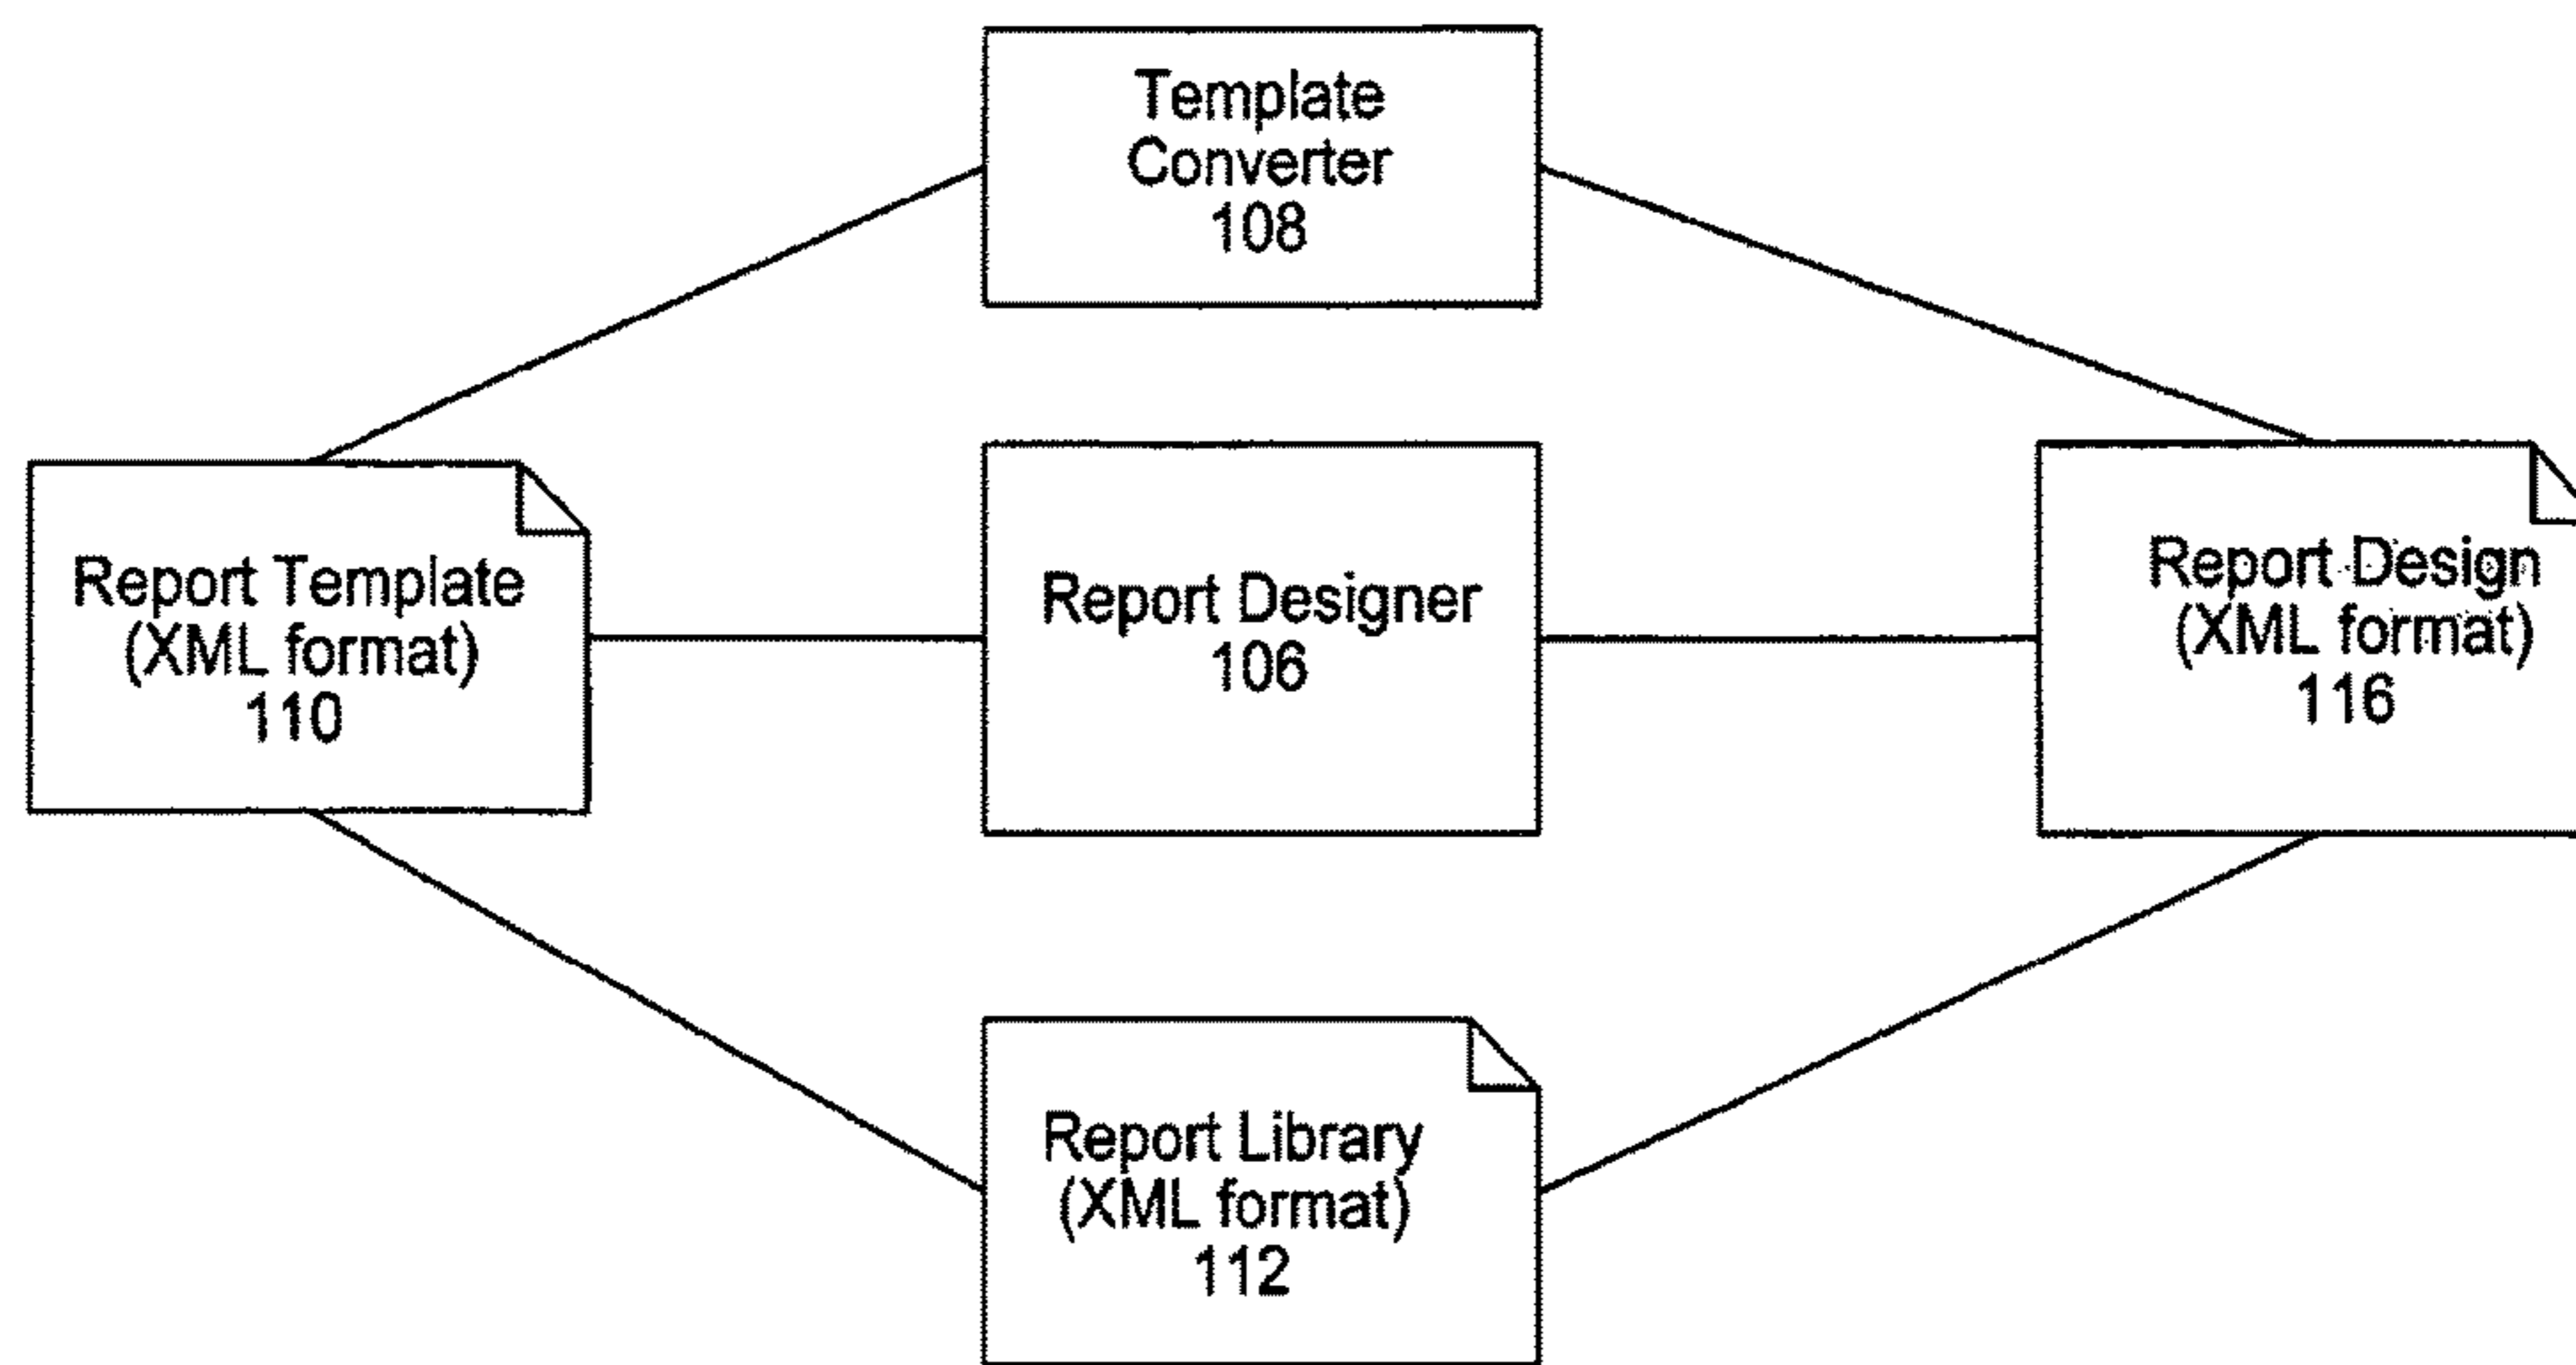 Template
Converter
108
Report Template
(XML format)
110
Report Designer
106
Report Design
(XML format)
116
Report Library
(XML format)
112